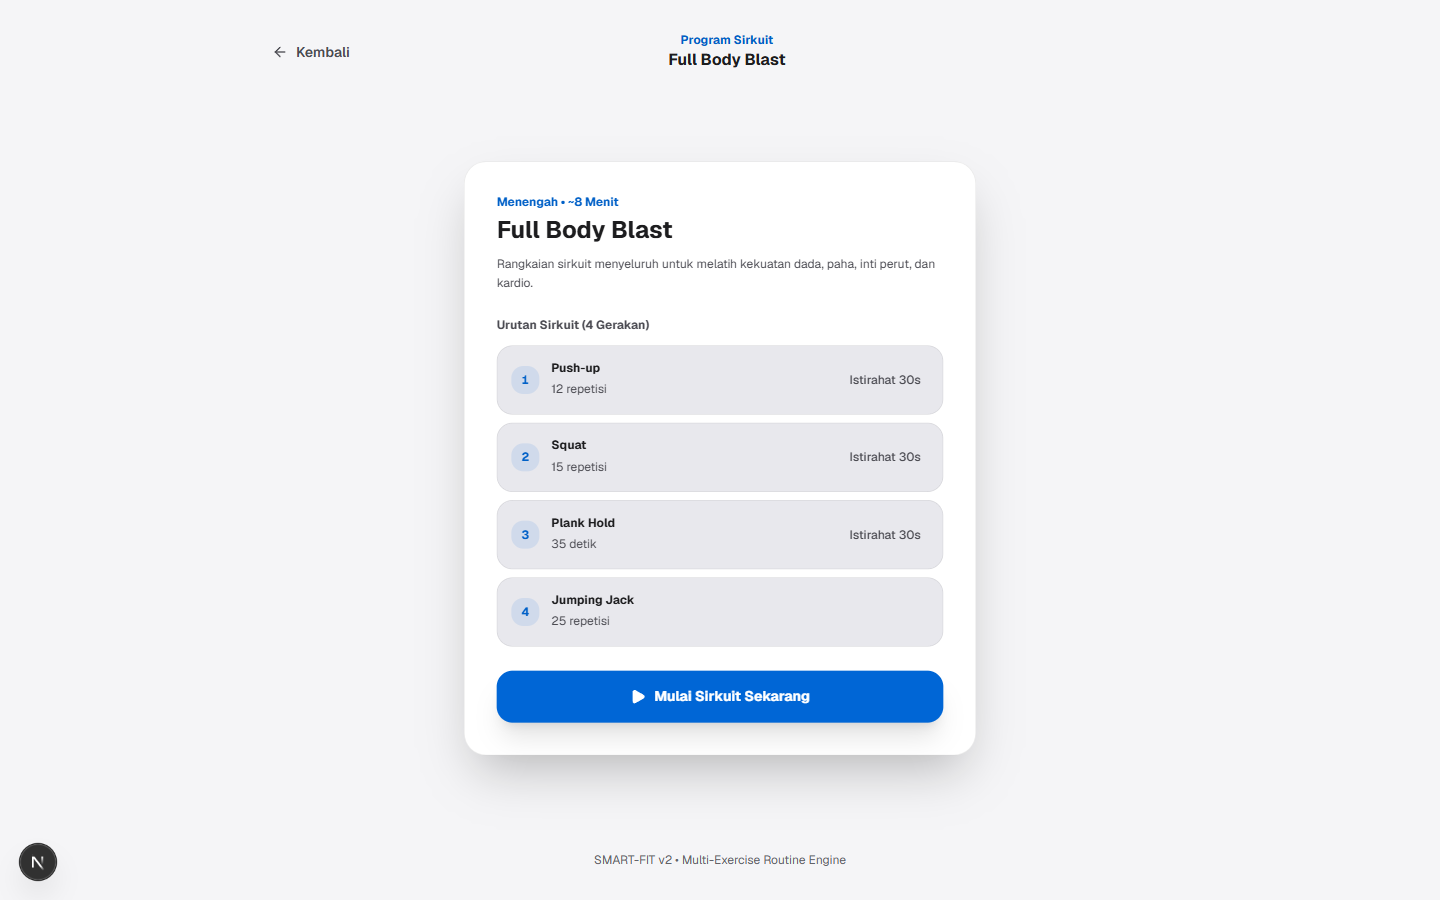 Kembali
Program Sirkuit
Full Body Blast
Menengah • ~8 Menit
Full Body Blast
Rangkaian sirkuit menyeluruh untuk melatih kekuatan dada, paha, inti perut, dan
kardio.
Urutan Sirkuit (4 Gerakan)
1
Push-up
12 repetisi
Istirahat 30s
2
Squat
15 repetisi
Istirahat 30s
3
Plank Hold
35 detik
Istirahat 30s
4
Jumping Jack
25 repetisi
Mulai Sirkuit Sekarang
SMART-FIT v2 • Multi-Exercise Routine Engine
N